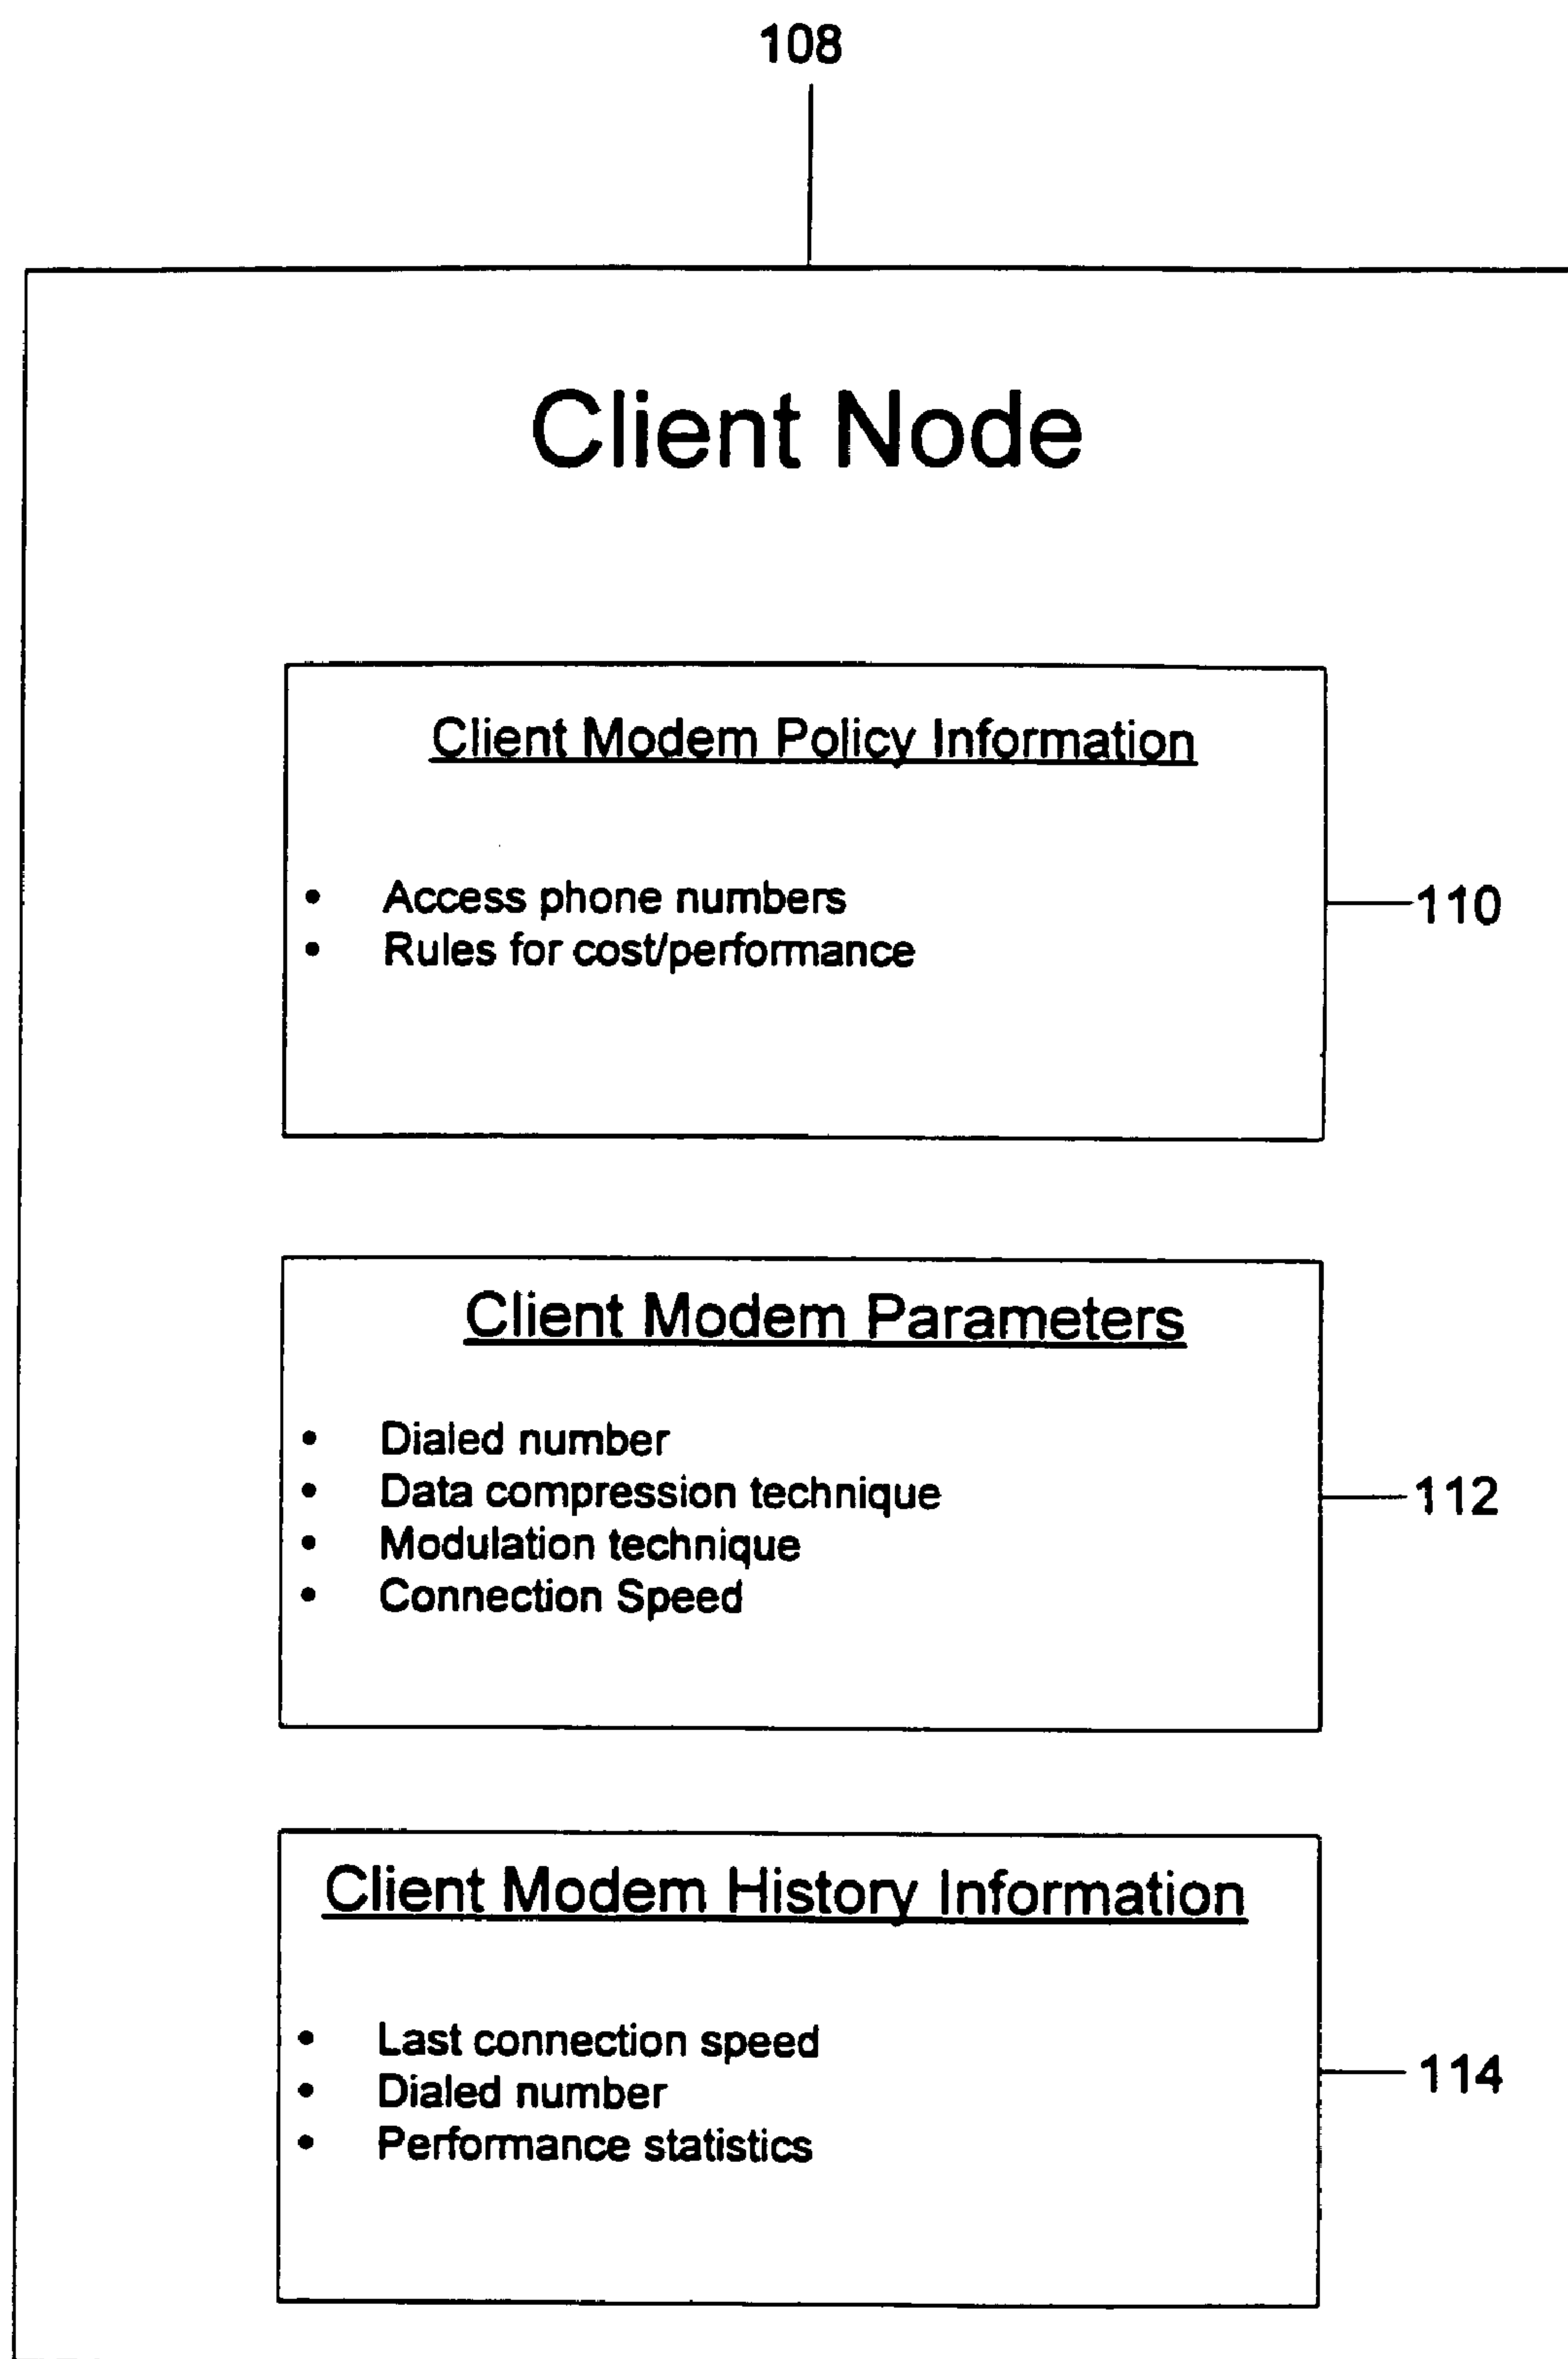 108
Client Node
Client Modem Policy Information
• Access phone numbers
• Rules for cost/performance
110
Client Modem Parameters
• Dialed number
• Data compression technique
• Modulation technique
• Connection Speed
112
Client Modem History Information
• Last connection speed
• Dialed number
• Performance statistics
114